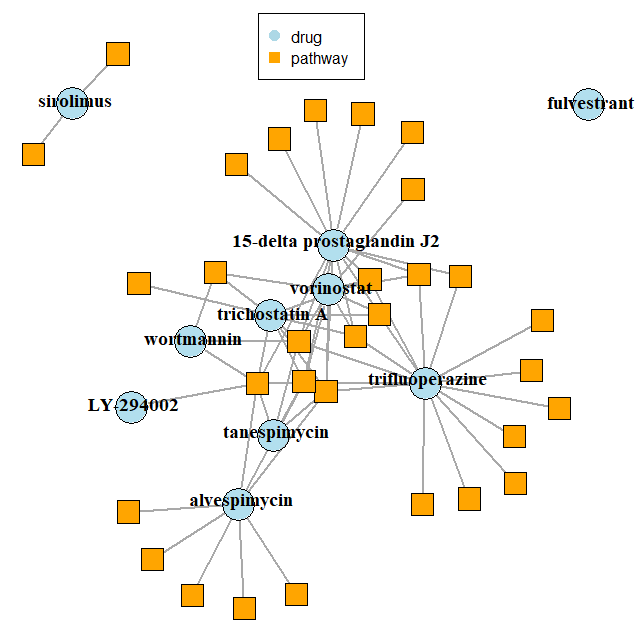 drug
pathway
sirolimus
fulvestrant
15-delta prostaglandin J2
vorinostat
trichostatin A
wortmannin
trifluoperazine
LY-294002
tanespimycin
alvespimycin